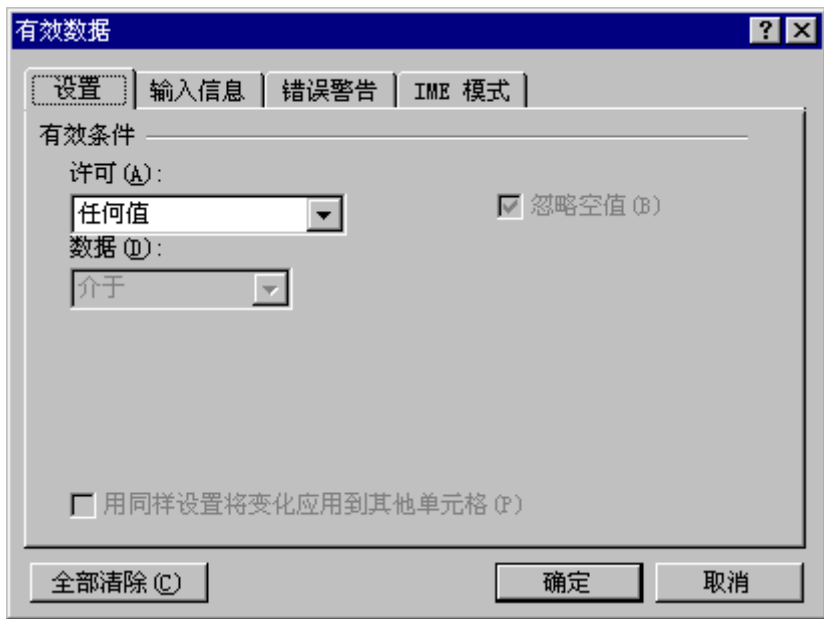 有效数据
设置 输入信息 错误警告 IME 模式
有效条件
许可(A):
任何值 忽略空值(B)
数据(D):
介于
用同样设置将变化应用到其他单元格(P)
全部清除(C) 确定 取消